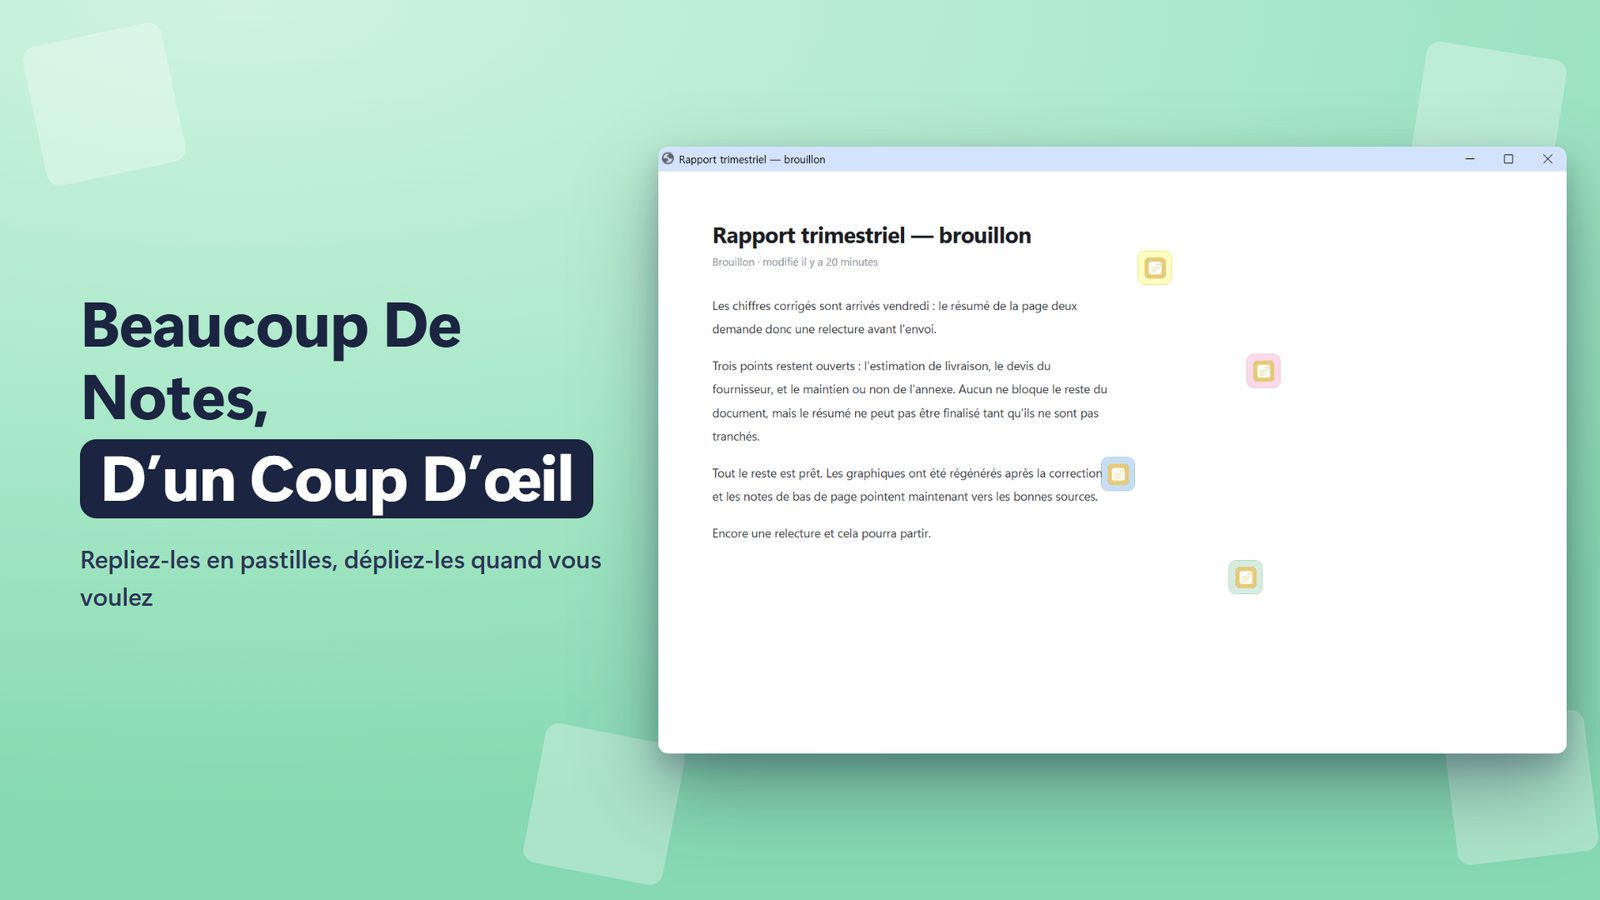 Beaucoup De
Notes,
D’un Coup D’œil
Repliez-les en pastilles, dépliez-les quand vous
voulez
Rapport trimestriel — brouillon
Rapport trimestriel — brouillon
Brouillon · modifié il y a 20 minutes
Les chiffres corrigés sont arrivés vendredi : le résumé de la page deux
demande donc une relecture avant l'envoi.
Trois points restent ouverts : l'estimation de livraison, le devis du
fournisseur, et le maintien ou non de l'annexe. Aucun ne bloque le reste du
document, mais le résumé ne peut pas être finalisé tant qu'ils ne sont pas
tranchés.
Tout le reste est prêt. Les graphiques ont été régénérés après la correction
et les notes de bas de page pointent maintenant vers les bonnes sources.
Encore une relecture et cela pourra partir.